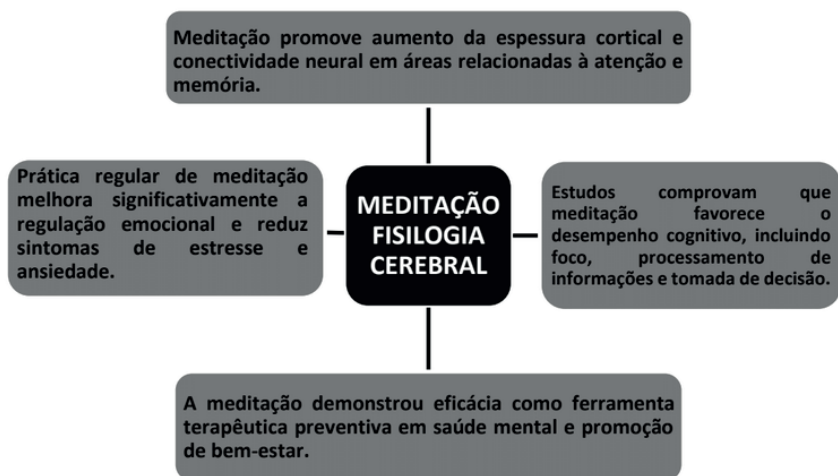 Meditação promove aumento da espessura cortical e
conectividade neural em áreas relacionadas à atenção e
memória.
Prática regular de meditação
melhora significativamente a
regulação emocional e reduz
sintomas de estresse e
ansiedade.
MEDITAÇÃO
FISILOGIA
CEREBRAL
Estudos comprovam que
meditação favorece o
desempenho cognitivo, incluindo
foco, processamento de
informações e tomada de decisão.
A meditação demonstrou eficácia como ferramenta
terapêutica preventiva em saúde mental e promoção
de bem-estar.